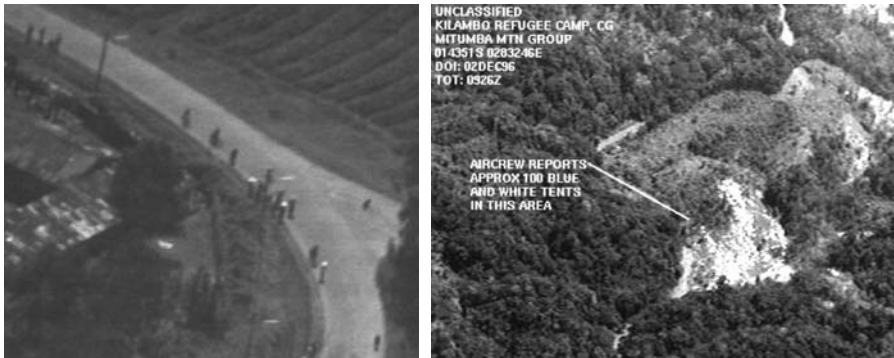 UNCLASSIFIED
KILAMBO REFUGEE CAMP, CG
MITUMBA MTN GROUP
014351S 0283246E
DOI: 02DEC96
TOT: 0926Z
AIRCREW REPORTS
APPROX 100 BLUE
AND WHITE TENTS
IN THIS AREA